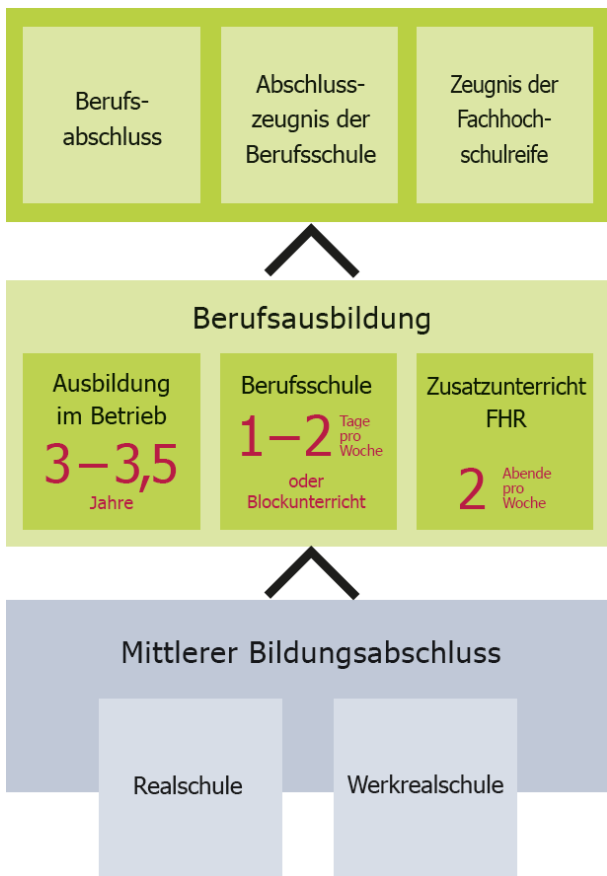 Berufs-
abschluss
Abschluss-
zeugnis der
Berufsschule
Zeugnis der
Fachhoch-
schulreife
Berufsausbildung
Ausbildung
im Betrieb
3 – 3,5
Jahre
Berufsschule
1 – 2 Tage
pro
Woche
oder
Blockunterricht
Zusatzunterricht
FHR
2 Abende
pro
Woche
Mittlerer Bildungsabschluss
Realschule
Werkrealschule